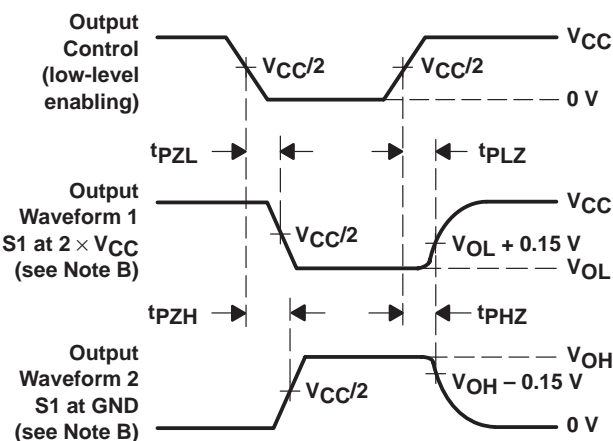 Output
Control
(low-level
enabling)
VCC/2
VCC/2
VCC
0 V
tPZL
tPLZ
Output
Waveform 1
S1 at 2 × VCC
(see Note B)
VCC/2
VCC
VOL + 0.15 V
VOL
tPZH
tPHZ
Output
Waveform 2
S1 at GND
(see Note B)
VCC/2
VOH
VOH – 0.15 V
0 V